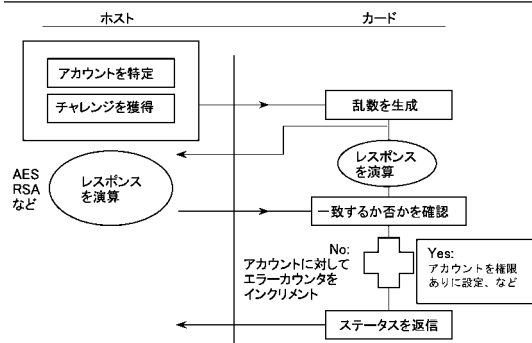 ホスト
カード
アカウントを特定
チャレンジを獲得
乱数を生成
AES
RSA
など
レスポンス
を演算
レスポンス
を演算
一致するか否かを確認
No:
アカウントに対して
エラーカウンタを
インクリメント
Yes:
アカウントを権限
ありに設定、など
ステータスを返信